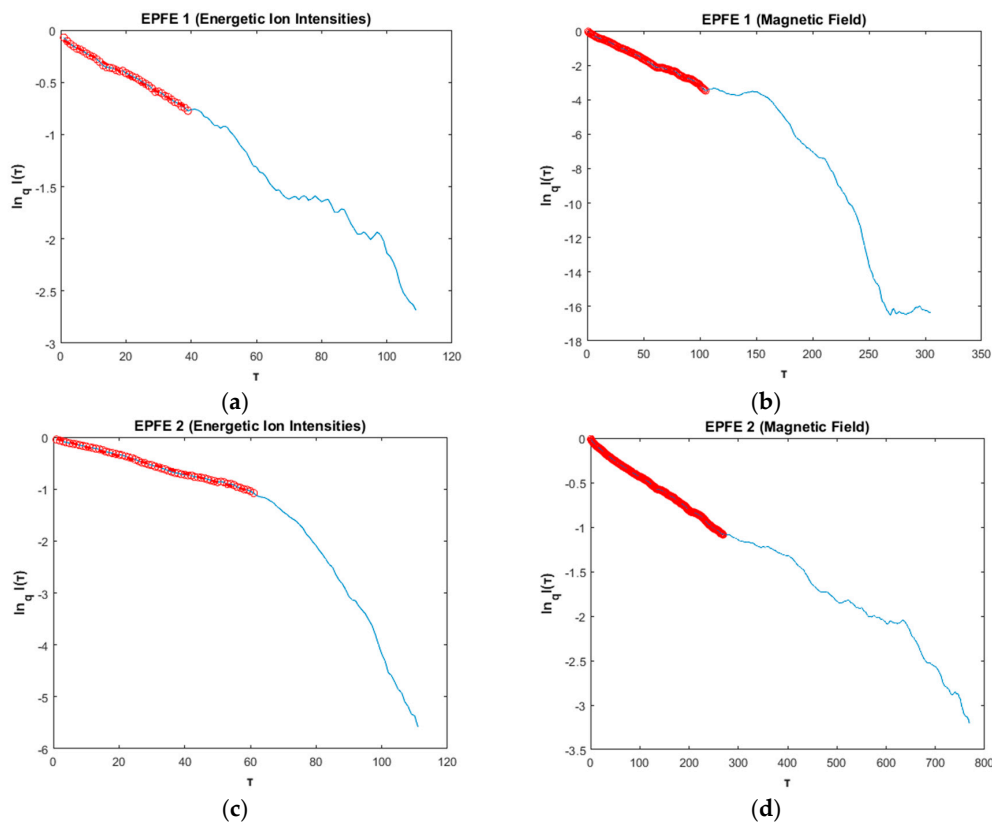 EPFE 1 (Energetic Ion Intensities)
0
-0.5
-1
-1.5
-2
-2.5
-3
ln_q I(τ)
0 20 40 60 80 100 120
τ
(a)
EPFE 1 (Magnetic Field)
0
-2
-4
-6
-8
-10
-12
-14
-16
-18
ln_q I(τ)
0 50 100 150 200 250 300 350
τ
(b)
EPFE 2 (Energetic Ion Intensities)
0
-1
-2
-3
-4
-5
-6
ln_q I(τ)
0 20 40 60 80 100 120
τ
(c)
EPFE 2 (Magnetic Field)
0
-0.5
-1
-1.5
-2
-2.5
-3
-3.5
ln_q I(τ)
0 100 200 300 400 500 600 700 800
τ
(d)